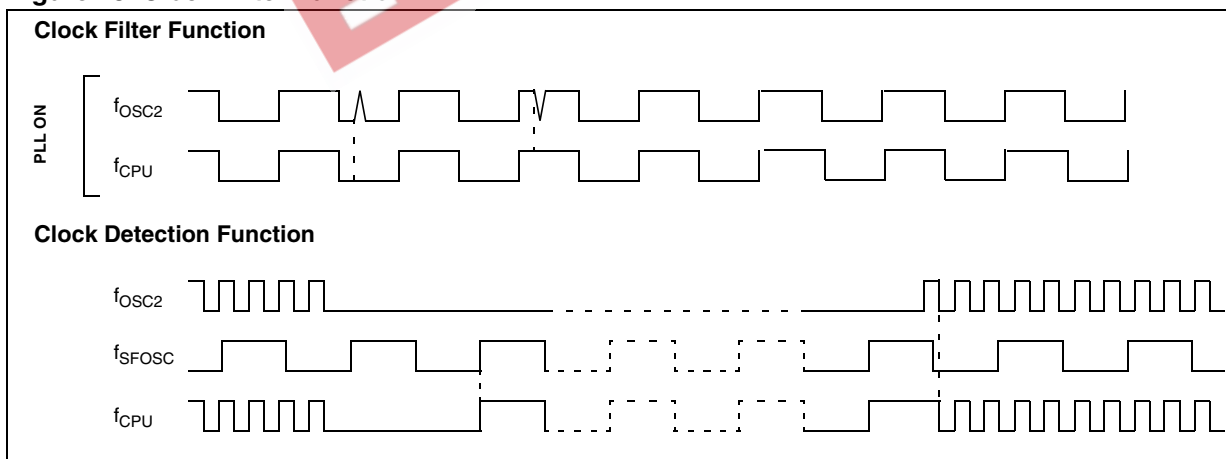 Clock Filter Function
PLL ON
fOSC2
fCPU
Clock Detection Function
fOSC2
fSFOSC
fCPU